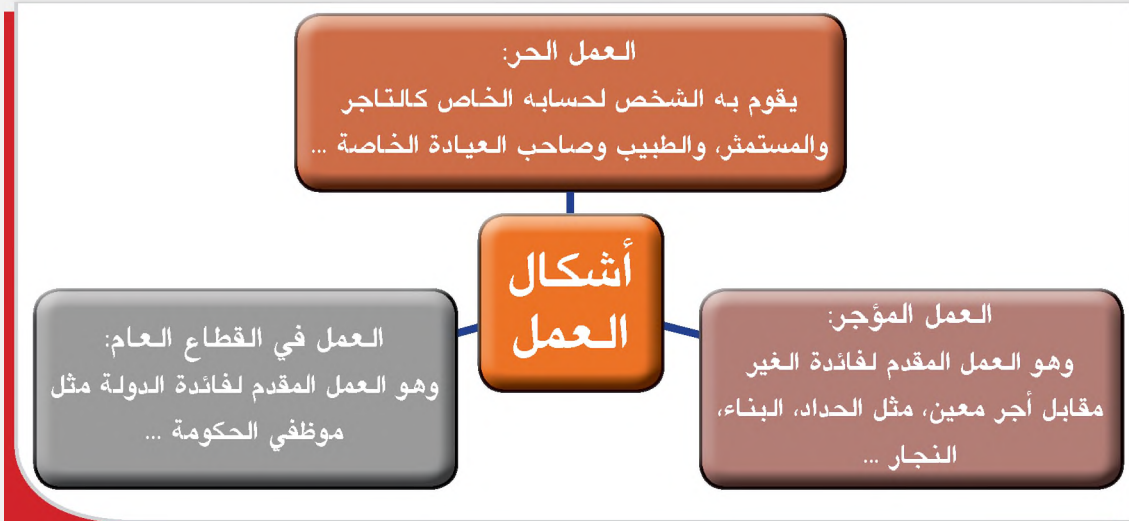 العمل الحر:
يقوم به الشخص لحسابه الخاص كالتاجر
والمستمثر، والطبيب وصاحب العيادة الخاصة ...
أشكال
العمل
العمل المؤجر:
وهو العمل المقدم لفائدة الغير
مقابل أجر معين، مثل الحداد، البناء،
النجار ...
العمل في القطاع العام:
وهو العمل المقدم لفائدة الدولة مثل
موظفي الحكومة ...